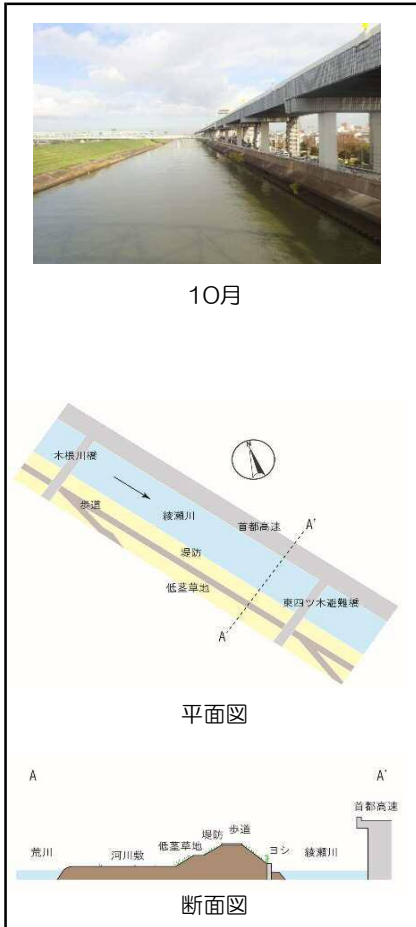 10月
N
木根川橋
歩道
綾瀬川
首都高速
A'
堤防
低茎草地
東四ツ木避難橋
A'
平面図
A
A'
首都高速
歩道
堤防
低茎草地
ヨシ
荒川
河川敷
綾瀬川
断面図